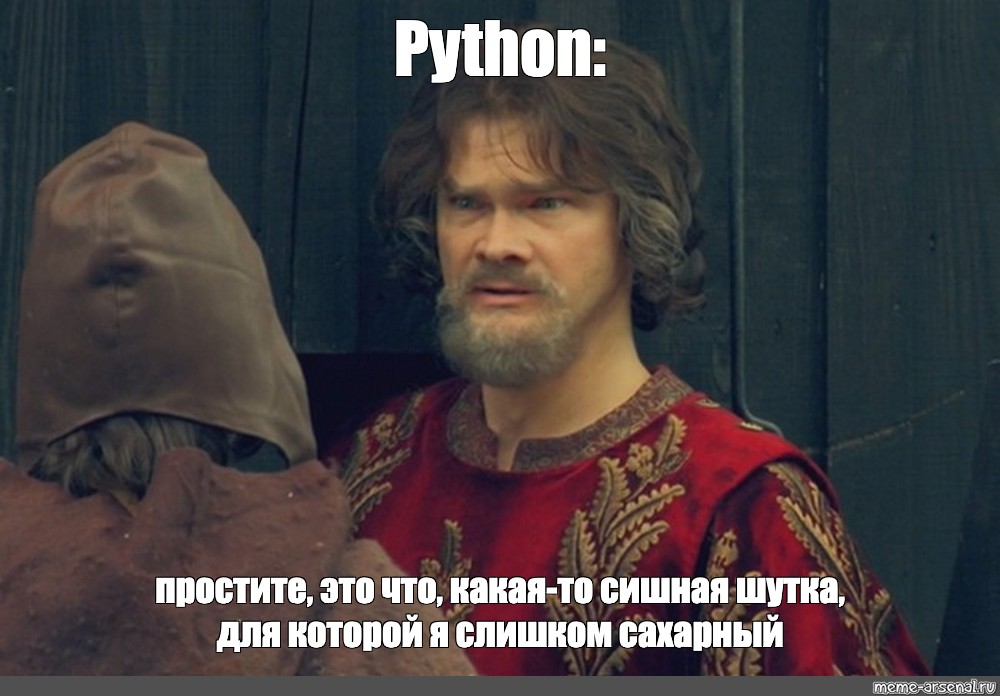 Python:
простите, это что, какая-то сишная шутка,
для которой я слишком сахарный
meme-arsenal.ru